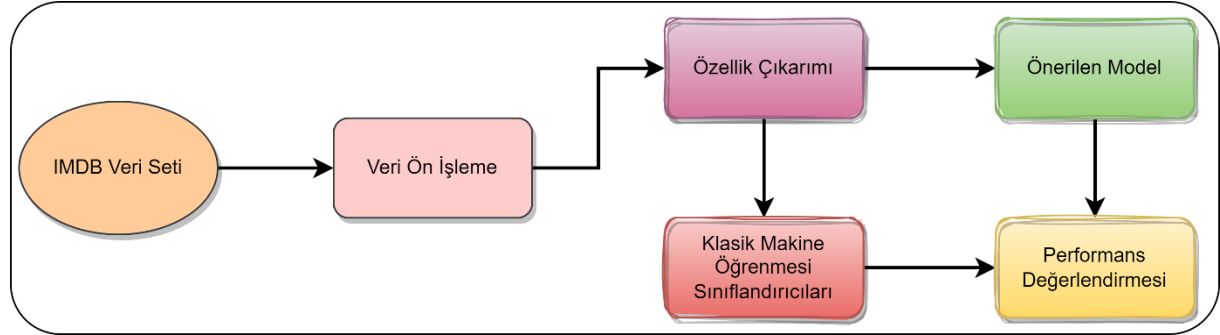 IMDB Veri Seti
Veri Ön İşleme
Özellik Çıkarımı
Önerilen Model
Klasik Makine
Öğrenmesi
Sınıflandırıcıları
Performans
Değerlendirmesi